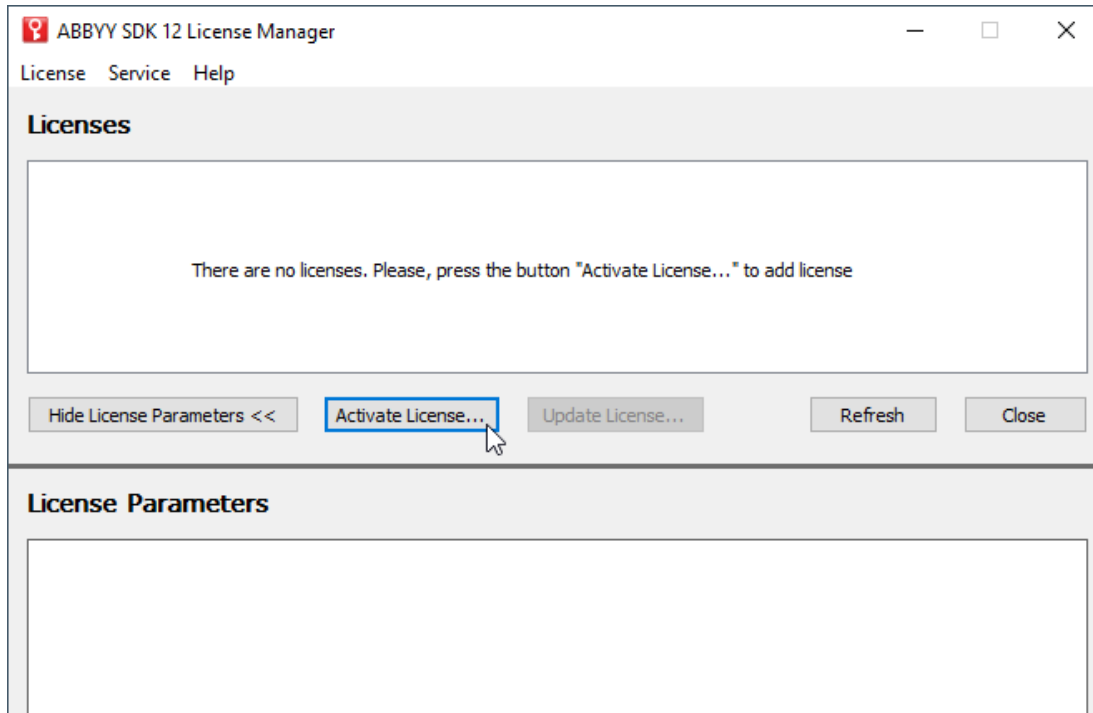 ABBYY SDK 12 License Manager
License Service Help
Licenses
There are no licenses. Please, press the button "Activate License..." to add license
Hide License Parameters << Activate License... Update License... Refresh Close
License Parameters